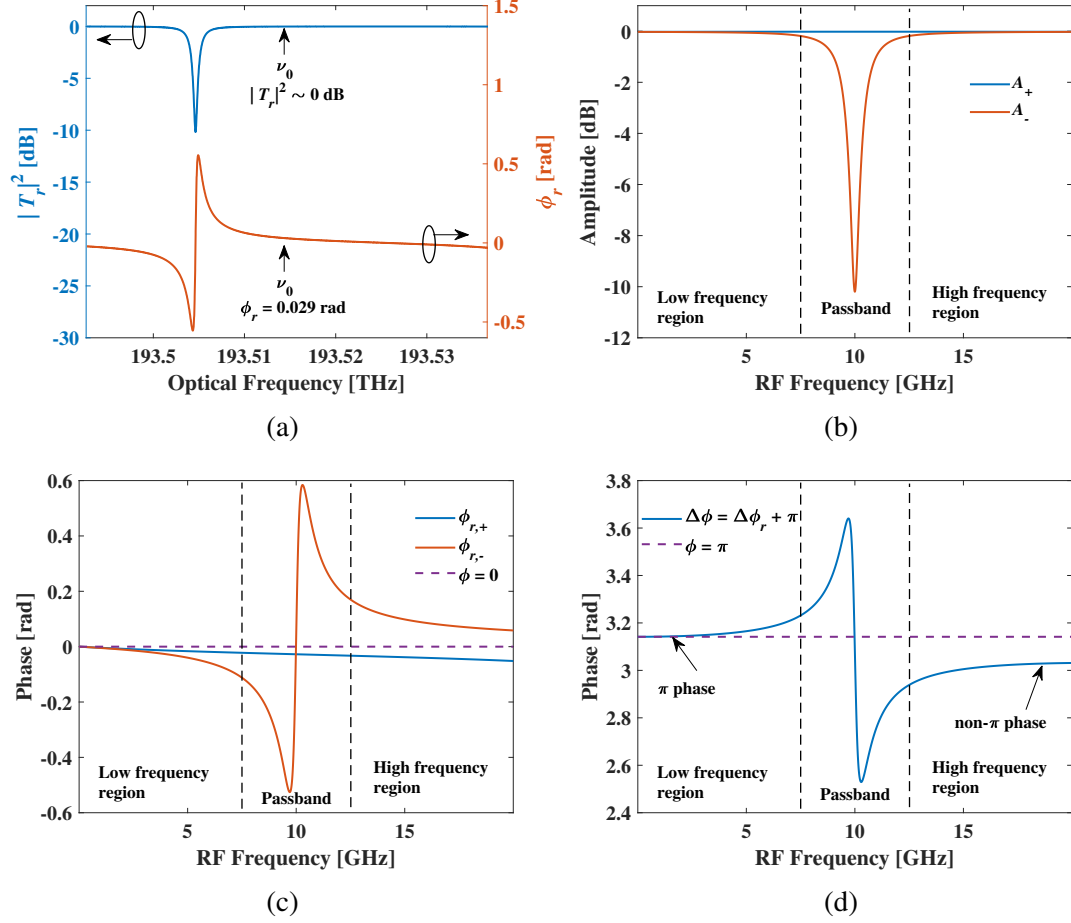 0
-5
-10
-15
-20
-25
-30
|T_r|^2 [dB]
1.5
1
0.5
0
-0.5
ϕ_r [rad]
ν_0
|T_r|^2 ∼ 0 dB
ν_0
ϕ_r = 0.029 rad
193.5 193.51 193.52 193.53
Optical Frequency [THz]
(a)
0
-2
-4
-6
-8
-10
-12
Amplitude [dB]
A_+
A_-
Low frequency
region
Passband
High frequency
region
5 10 15
RF Frequency [GHz]
(b)
0.6
0.4
0.2
0
-0.2
-0.4
-0.6
Phase [rad]
ϕ_{r,+}
ϕ_{r,-}
ϕ = 0
Low frequency
region
Passband
High frequency
region
5 10 15
RF Frequency [GHz]
(c)
3.8
3.6
3.4
3.2
3
2.8
2.6
2.4
Phase [rad]
Δϕ = Δϕ_r + π
ϕ = π
π phase
non-π phase
Low frequency
region
Passband
High frequency
region
5 10 15
RF Frequency [GHz]
(d)